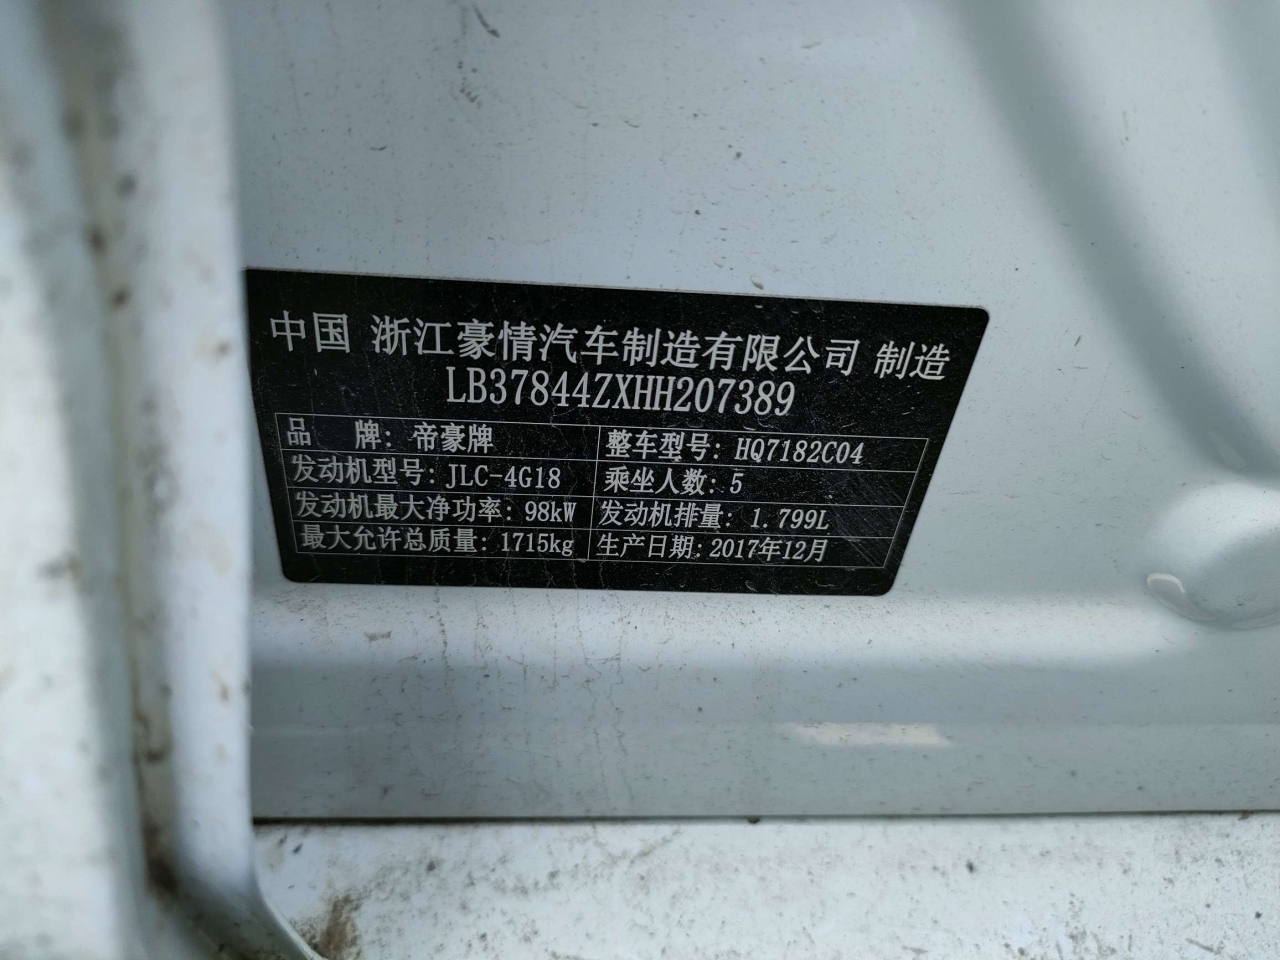 中国 浙江豪情汽车制造有限公司 制造
LB37844ZXHH207389
品 牌: 帝豪牌 整车型号: HQ7182C04
发动机型号: JLC-4G18 乘坐人数: 5
发动机最大净功率: 98kW 发动机排量: 1.799L
最大允许总质量: 1715kg 生产日期: 2017年12月